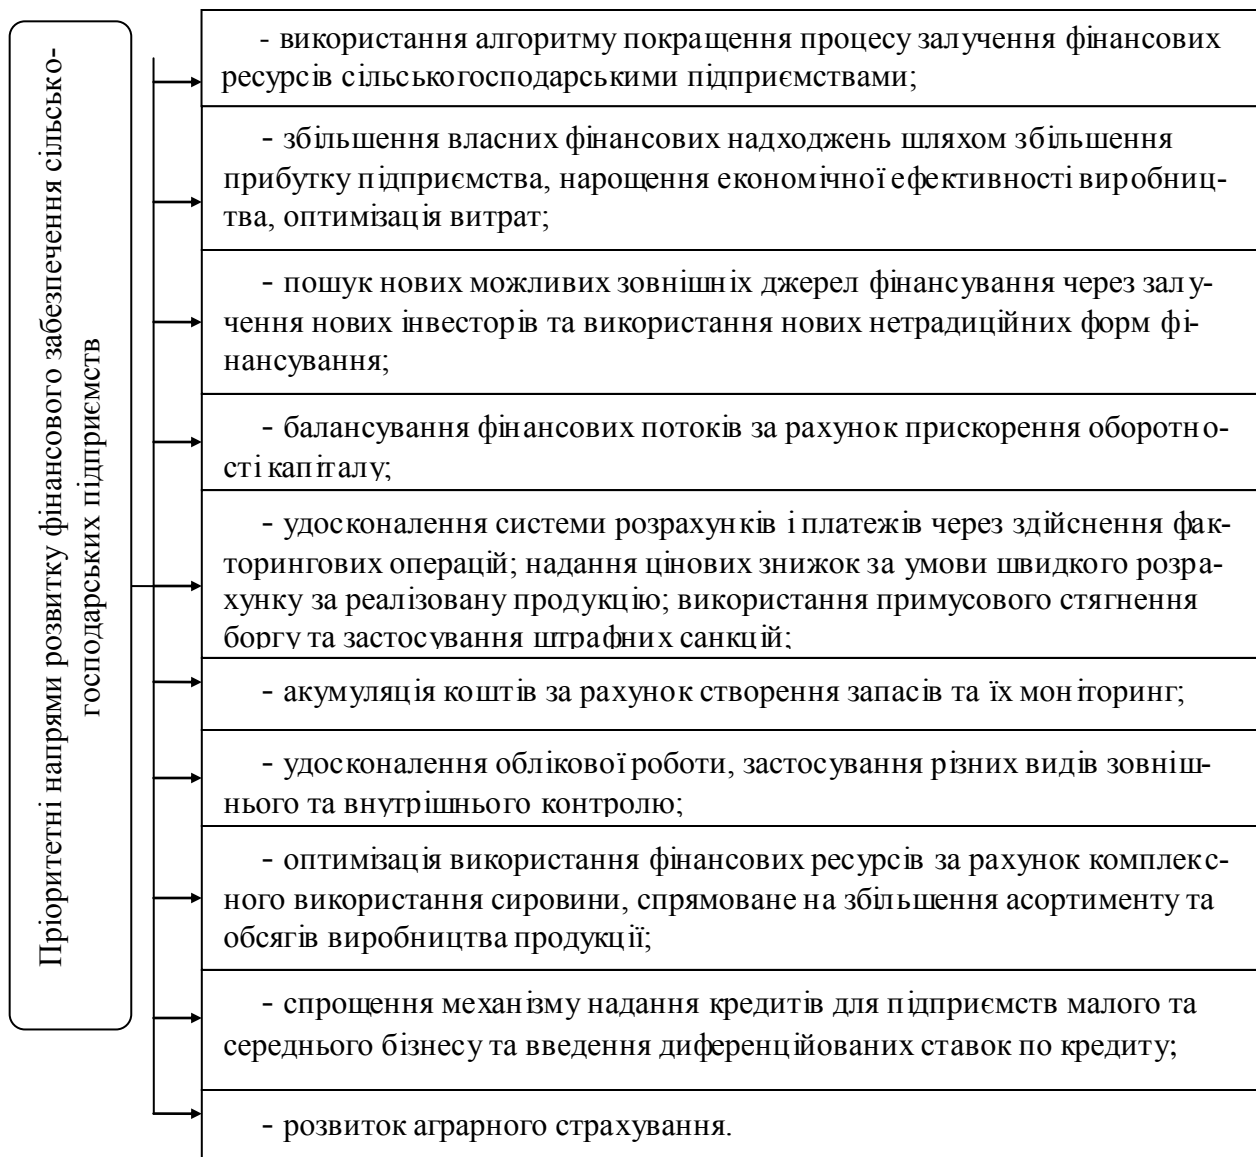 Пріоритетні напрями розвитку фінансового забезпечення сільсько-
господарських підприємств
- використання алгоритму покращення процесу залучення фінансових
ресурсів сільськогосподарськими підприємствами;
- збільшення власних фінансових надходжень шляхом збільшення
прибутку підприємства, нарощення економічної ефективності виробниц-
тва, оптимізація витрат;
- пошук нових можливих зовнішніх джерел фінансування через залу-
чення нових інвесторів та використання нових нетрадиційних форм фі-
нансування;
- балансування фінансових потоків за рахунок прискорення оборотно-
сті капіталу;
- удосконалення системи розрахунків і платежів через здійснення фак-
торингових операцій; надання цінових знижок за умови швидкого розра-
хунку за реалізовану продукцію; використання примусового стягнення
боргу та застосування штрафних санкцій;
- акумуляція коштів за рахунок створення запасів та їх моніторинг;
- удосконалення облікової роботи, застосування різних видів зовніш-
нього та внутрішнього контролю;
- оптимізація використання фінансових ресурсів за рахунок комплекс-
ного використання сировини, спрямоване на збільшення асортименту та
обсягів виробництва продукції;
- спрощення механізму надання кредитів для підприємств малого та
середнього бізнесу та введення диференційованих ставок по кредиту;
- розвиток аграрного страхування.